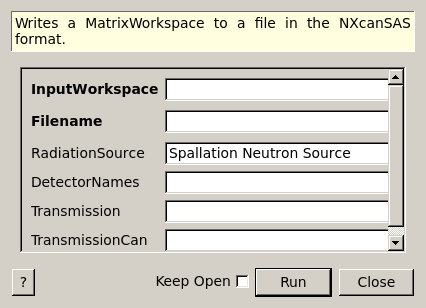 Writes a MatrixWorkspace to a file in the NXcanSAS
format.
InputWorkspace
Filename
RadiationSource Spallation Neutron Source
DetectorNames
Transmission
TransmissionCan
? Keep Open Run Close